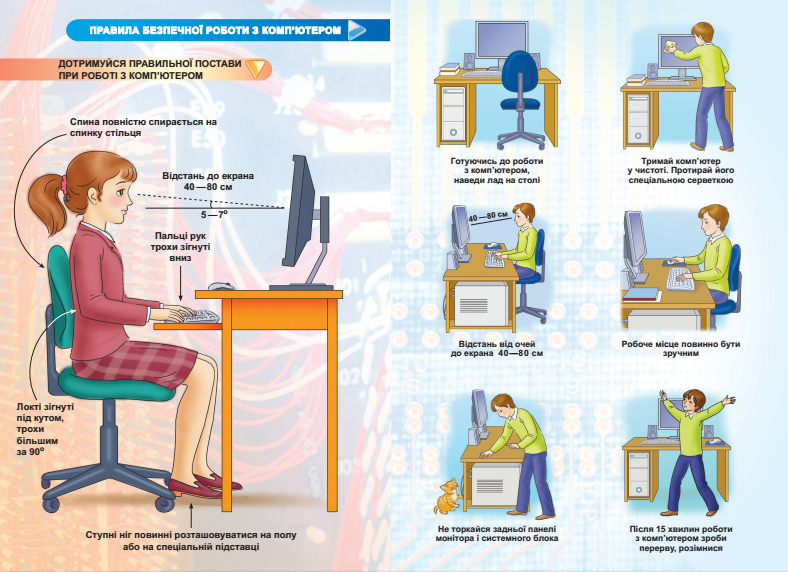 ПРАВИЛА БЕЗПЕЧНОЇ РОБОТИ З КОМП'ЮТЕРОМ
ДОТРИМУЙСЯ ПРАВИЛЬНОЇ ПОСТАВИ
ПРИ РОБОТІ З КОМП'ЮТЕРОМ
Спина повністю спирається на
спинку стільця
Відстань до екрана
40—80 см
5—7°
Пальці рук
трохи зігнуті
вниз
Локті зігнуті
під кутом,
трохи
більшим
за 90°
Ступні ніг повинні розташовуватися на полу
або на спеціальній підставці
Готуючись до роботи
з комп'ютером,
наведи лад на столі
Тримай комп'ютер
у чистоті. Протирай його
спеціальною серветкою
40—80 см
Відстань від очей
до екрана 40—80 см
Робоче місце повинно бути
зручним
Не торкайся задньої панелі
монітора і системного блока
Після 15 хвилин роботи
з комп'ютером зроби
перерву, розімнися